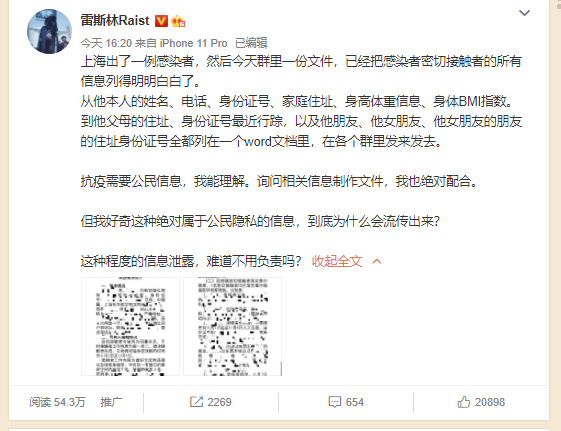 雷斯林Raist
今天 16:20 来自 iPhone 11 Pro 已编辑
上海出了一例感染者，然后今天群里一份文件，已经把感染者密切接触者的所有
信息列得明明白白了。
从他本人的姓名、电话、身份证号、家庭住址、身高体重信息、身体BMI指数。
到他父母的住址、身份证号最近行踪，以及他朋友、他女朋友、他女朋友的朋友
的住址身份证号全都列在一个word文档里，在各个群里发来发去。
抗疫需要公民信息，我能理解。询问相关信息制作文件，我也绝对配合。
但我好奇这种绝对属于公民隐私的信息，到底为什么会流传出来？
这种程度的信息泄露，难道不用负责吗？ 收起全文
阅读 54.3万 推广 2269 654 20898